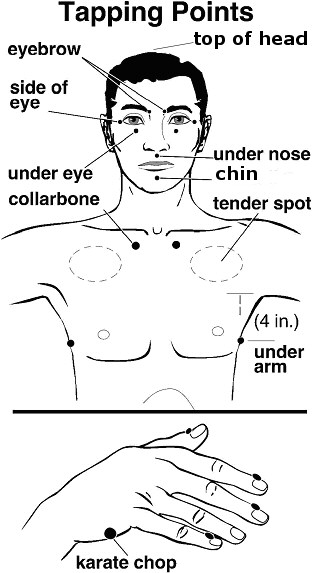 Tapping Points
top of head
eyebrow
side of
eye
under eye
under nose
chin
collarbone
tender spot
(4 in.)
under
arm
karate chop